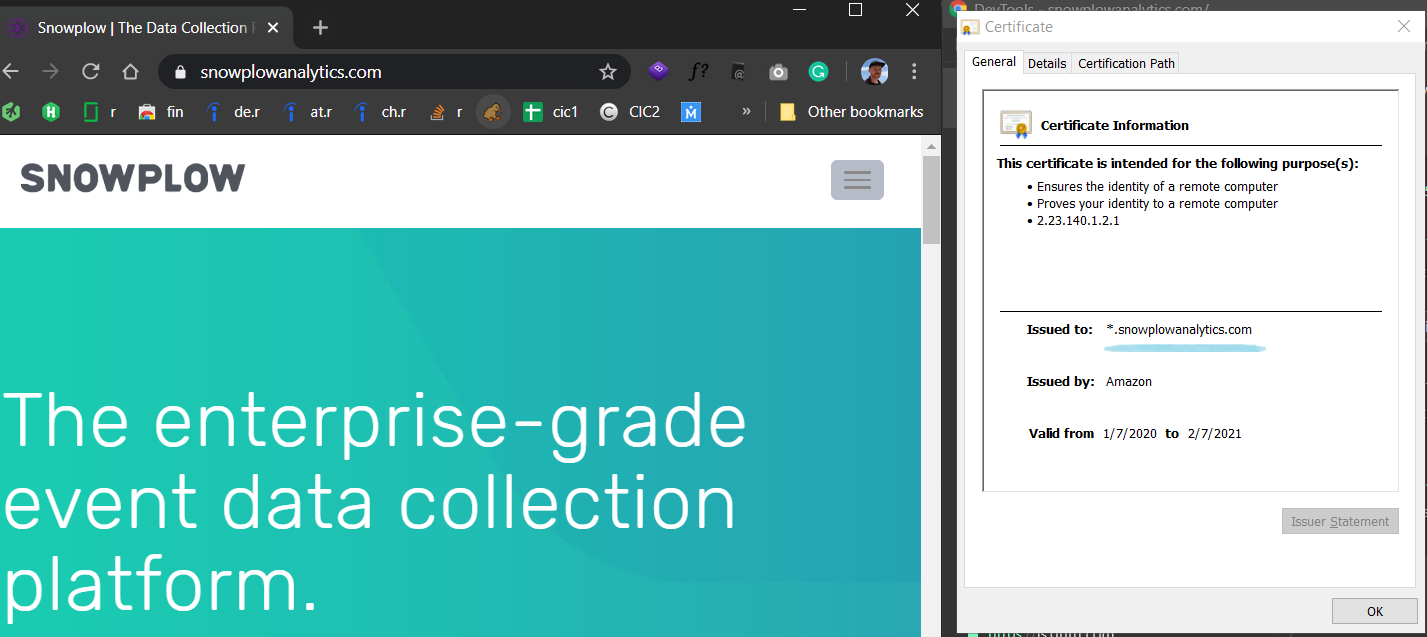 Snowplow | The Data Collection
snowplowanalytics.com
f?
r
fin
de.r
at.r
ch.r
r
cic1
CIC2
»
Other bookmarks
SNOWPLOW
The enterprise-grade
event data collection
platform.
DevTools - snowplowanalytics.com/
Certificate
General Details Certification Path
Certificate Information
This certificate is intended for the following purpose(s):
• Ensures the identity of a remote computer
• Proves your identity to a remote computer
• 2.23.140.1.2.1
Issued to: *.snowplowanalytics.com
Issued by: Amazon
Valid from 1/7/2020 to 2/7/2021
Issuer Statement
OK